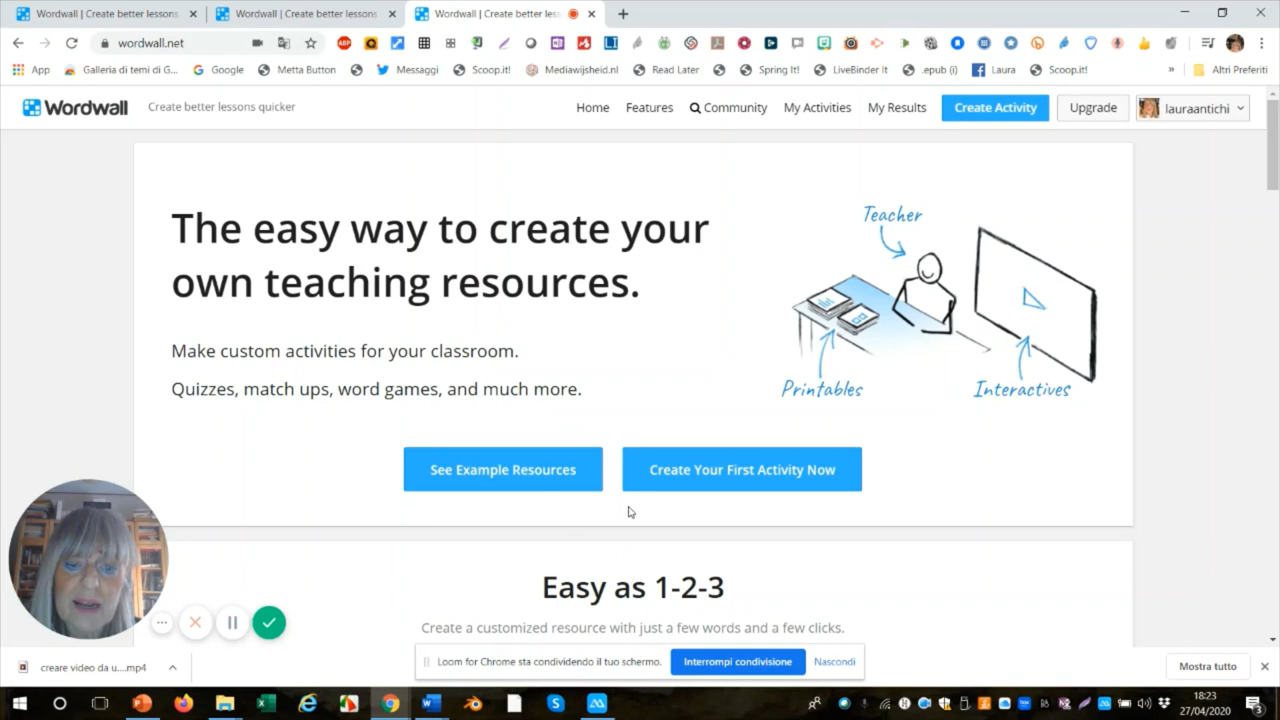 Wordwall | Create better lessons
Wordwall | Create better lessons
Wordwall | Create better less
wordwall.net
ABP
App
Galleria di temi di G...
Google
Metta Button
Messaggi
Scoop.it!
Mediawijsheid.nl
Read Later
Spring It!
LiveBinder It
.epub (i)
Laura
Scoop.it!
»
Altri Preferiti
Wordwall
Create better lessons quicker
Home
Features
Community
My Activities
My Results
Create Activity
Upgrade
lauraantichi
The easy way to create your
own teaching resources.
Make custom activities for your classroom.
Quizzes, match ups, word games, and much more.
Teacher
Printables
Interactives
See Example Resources
Create Your First Activity Now
Easy as 1-2-3
Create a customized resource with just a few words and a few clicks.
Loom for Chrome sta condividendo il tuo schermo.
Interrompi condivisione
Nascondi
creare video da u....mp4
Mostra tutto
18:23
27/04/2020
3